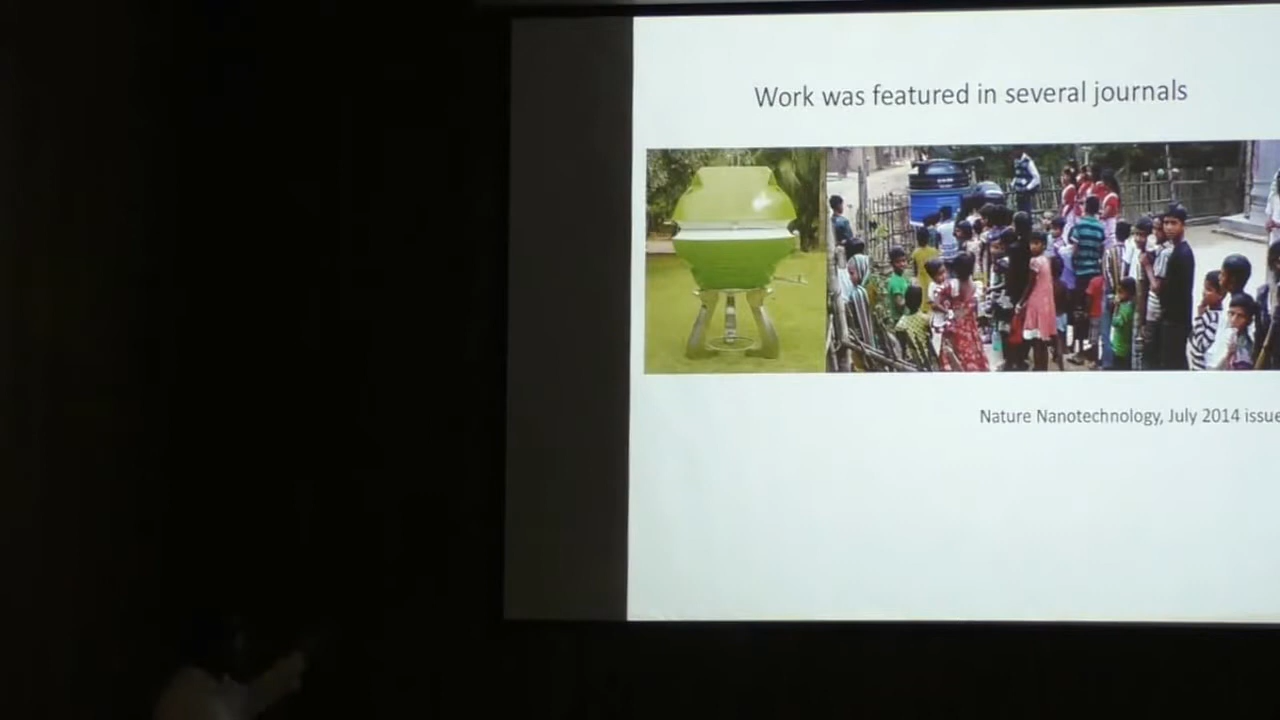 Work was featured in several journals
Nature Nanotechnology, July 2014 issue